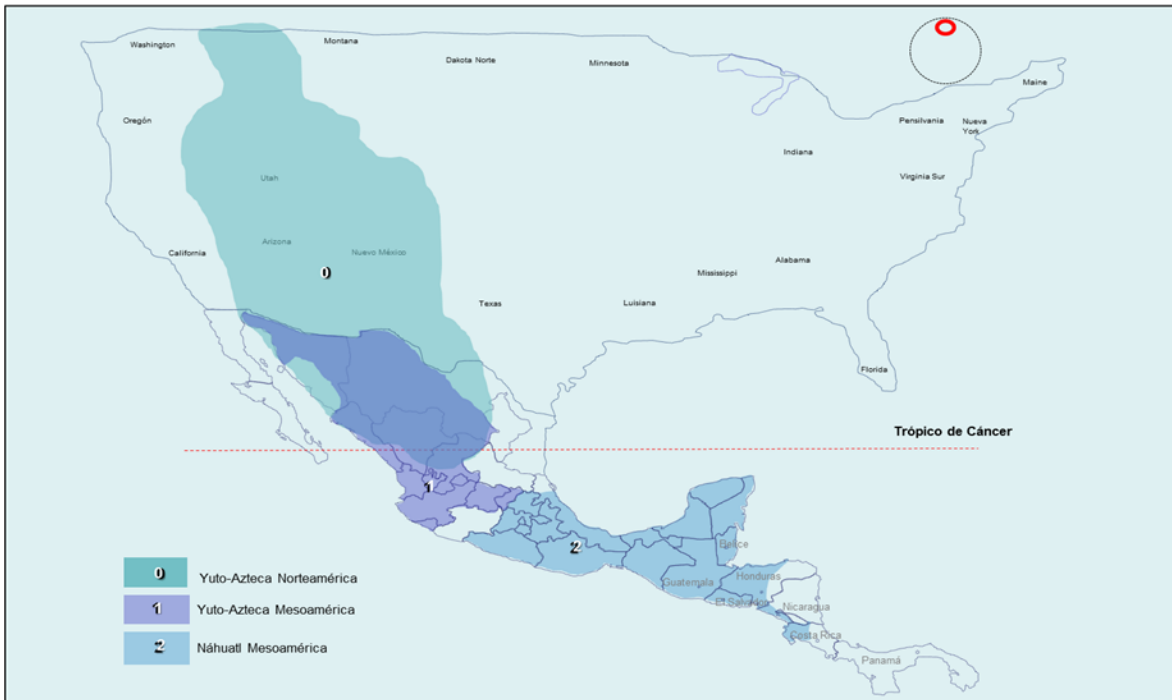 Washington
Montana
Dakota Norte
Minnesota
Maine
Oregón
Pensilvania
Nueva
York
Indiana
Utah
Virginia Sur
Arizona
California
Nuevo México
0
Mississippi
Alabama
Texas
Luisiana
Florida
Trópico de Cáncer
1
2
Belice
Guatemala
Honduras
El Salvador
Nicaragua
Costa Rica
Panamá
0 Yuto-Azteca Norteamérica
1 Yuto-Azteca Mesoamérica
2 Náhuatl Mesoamérica